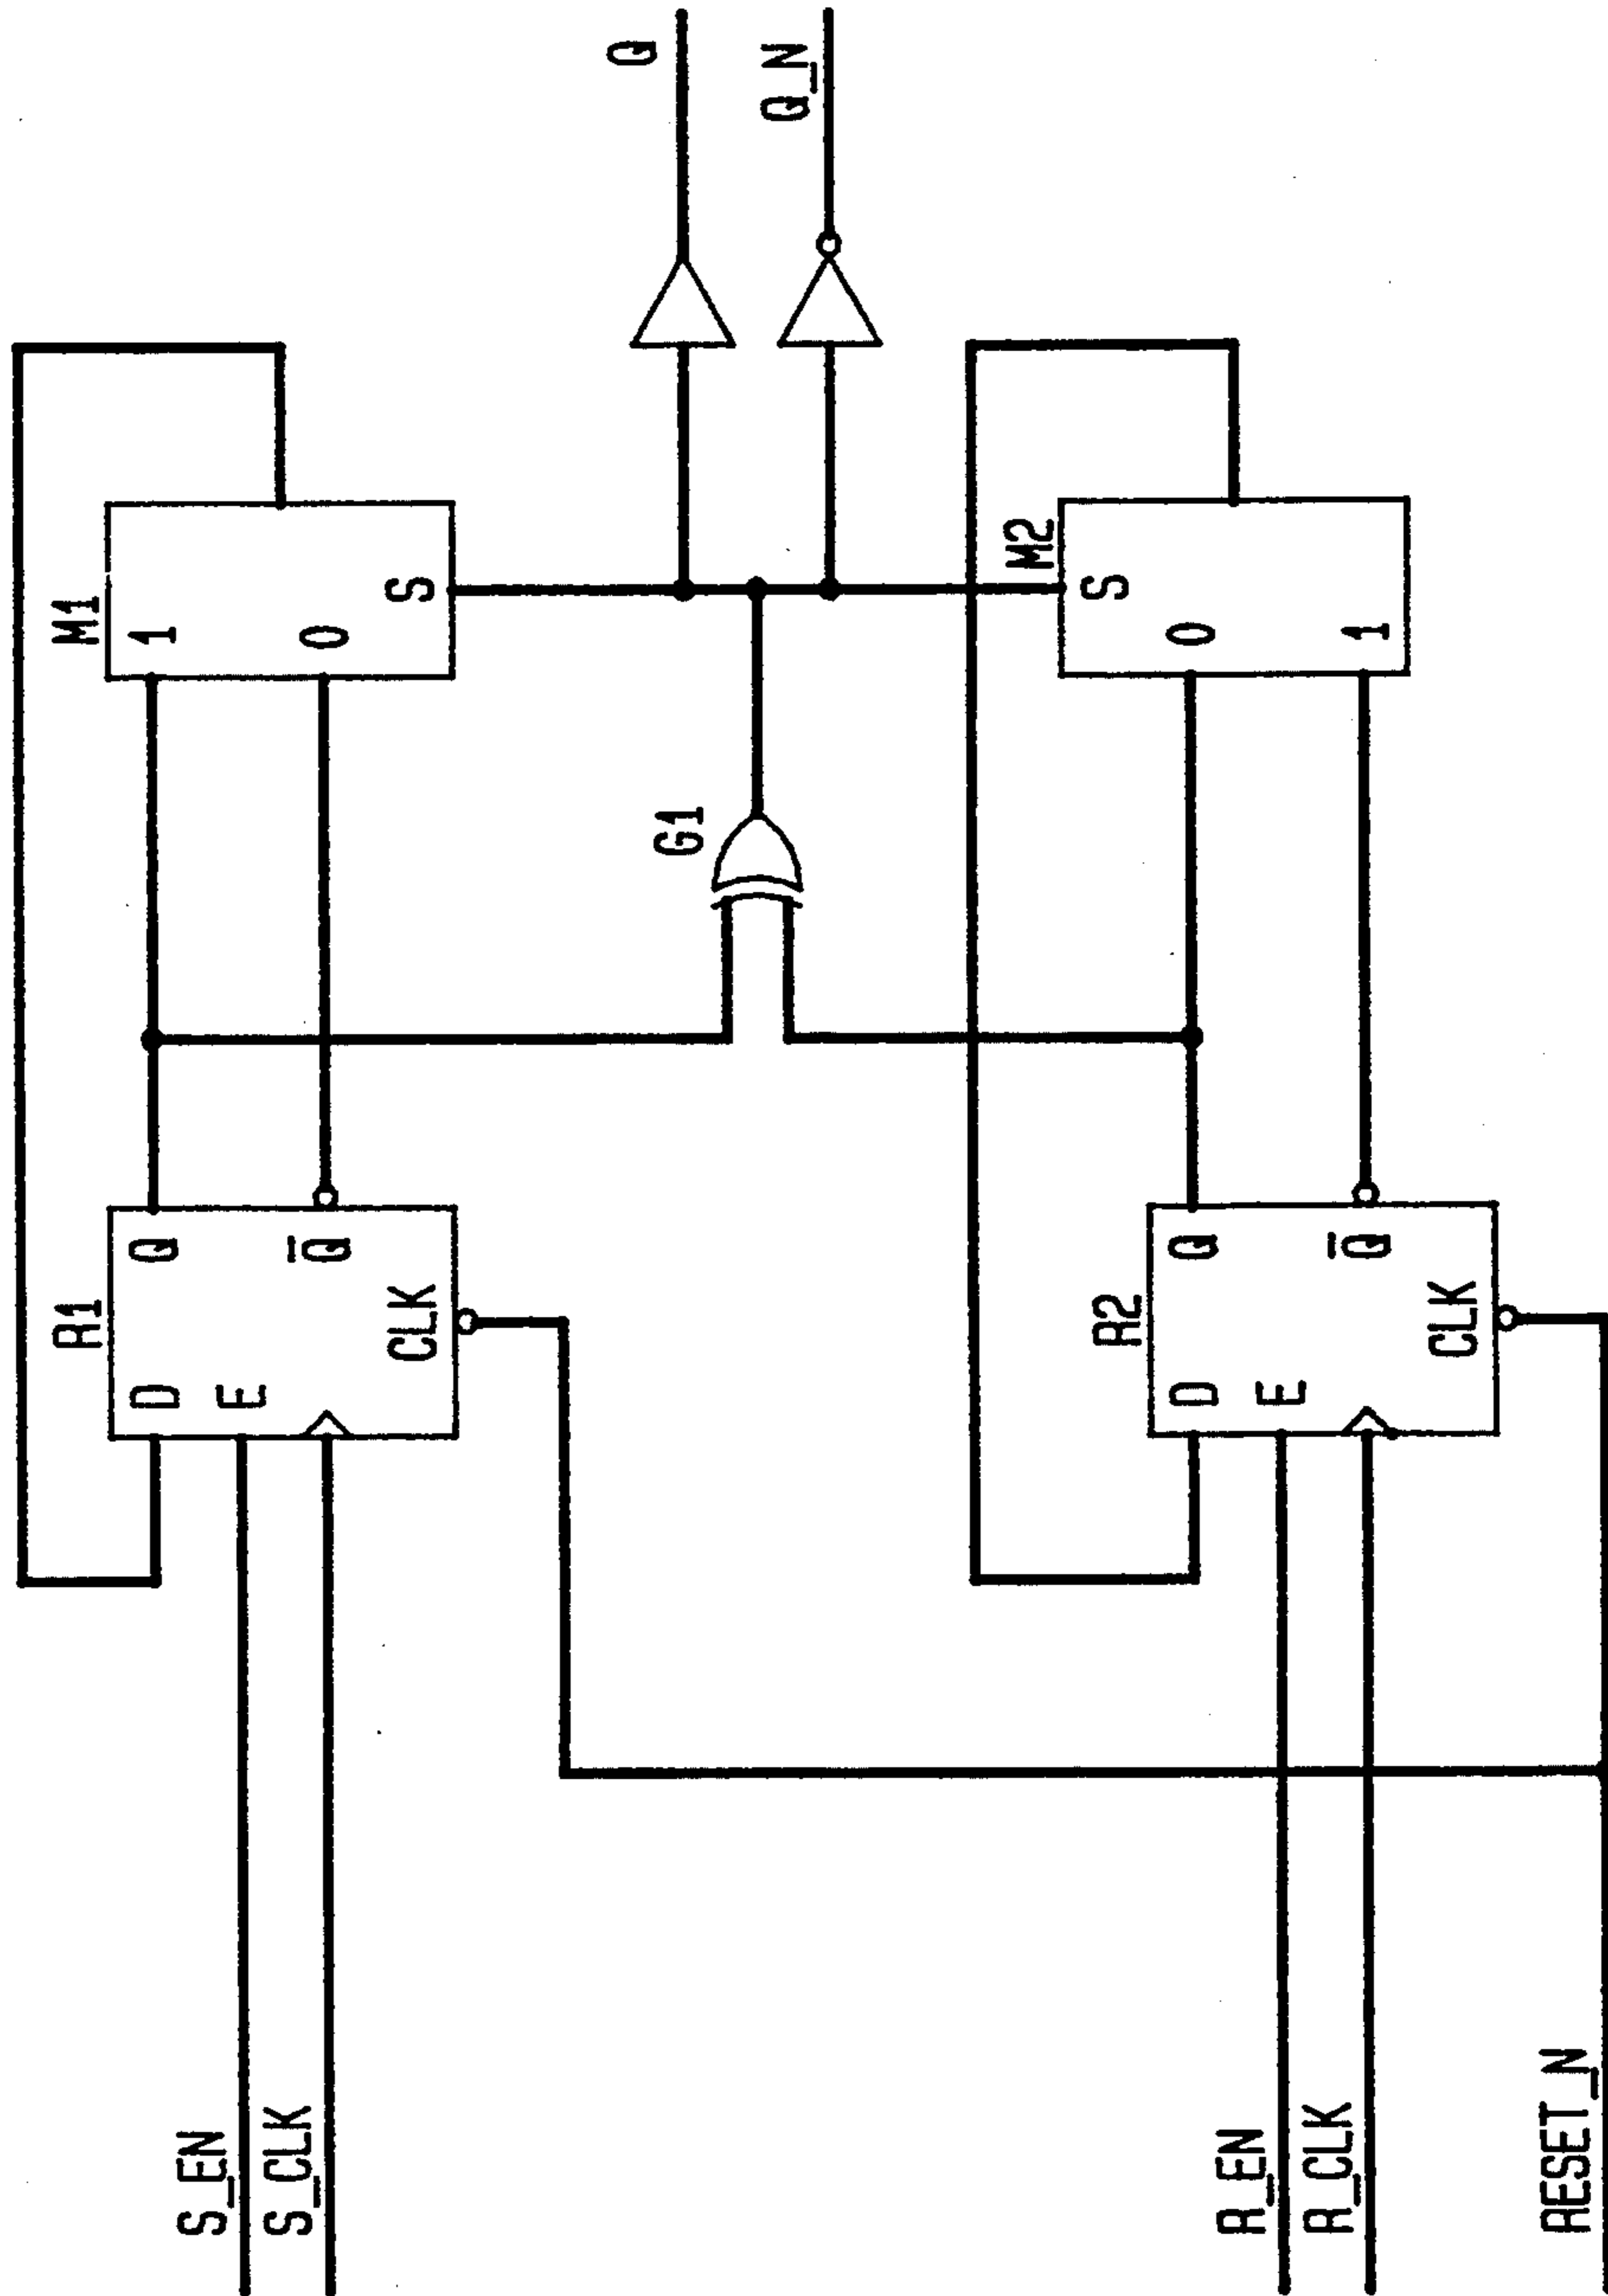 S_EN
S_CLK
R1
D
E
CLK
Q
Q̅
M1
1
0
S
G1
Q
Q_N
R_EN
R_CLK
RESET_N
R2
D
E
CLK
Q
Q̅
M2
S
0
1